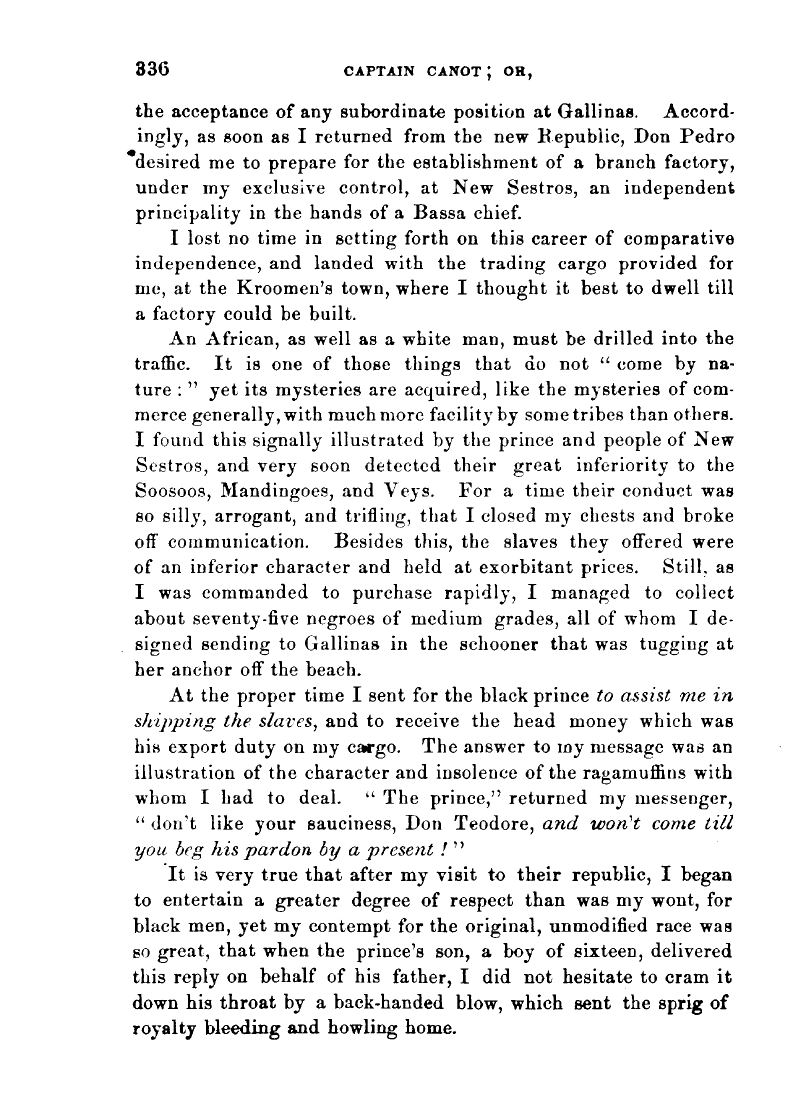 336 CAPTAIN CANOT; OR,
the acceptance of any subordinate position at Gallinas. Accord-
ingly, as soon as I returned from the new Republic, Don Pedro
desired me to prepare for the establishment of a branch factory,
under my exclusive control, at New Sestros, an independent
principality in the hands of a Bassa chief.
I lost no time in setting forth on this career of comparative
independence, and landed with the trading cargo provided for
me, at the Kroomen's town, where I thought it best to dwell till
a factory could be built.
An African, as well as a white man, must be drilled into the
traffic. It is one of those things that do not "come by na-
ture:" yet its mysteries are acquired, like the mysteries of com-
merce generally, with much more facility by some tribes than others.
I found this signally illustrated by the prince and people of New
Sestros, and very soon detected their great inferiority to the
Soosoos, Mandingoes, and Veys. For a time their conduct was
so silly, arrogant, and trifling, that I closed my chests and broke
off communication. Besides this, the slaves they offered were
of an inferior character and held at exorbitant prices. Still, as
I was commanded to purchase rapidly, I managed to collect
about seventy-five negroes of medium grades, all of whom I de-
signed sending to Gallinas in the schooner that was tugging at
her anchor off the beach.
At the proper time I sent for the black prince to assist me in
shipping the slaves, and to receive the head money which was
his export duty on my cargo. The answer to my message was an
illustration of the character and insolence of the ragamuffins with
whom I had to deal. "The prince," returned my messenger,
"don't like your sauciness, Don Teodore, and won't come till
you beg his pardon by a present!"
It is very true that after my visit to their republic, I began
to entertain a greater degree of respect than was my wont, for
black men, yet my contempt for the original, unmodified race was
so great, that when the prince's son, a boy of sixteen, delivered
this reply on behalf of his father, I did not hesitate to cram it
down his throat by a back-handed blow, which sent the sprig of
royalty bleeding and howling home.